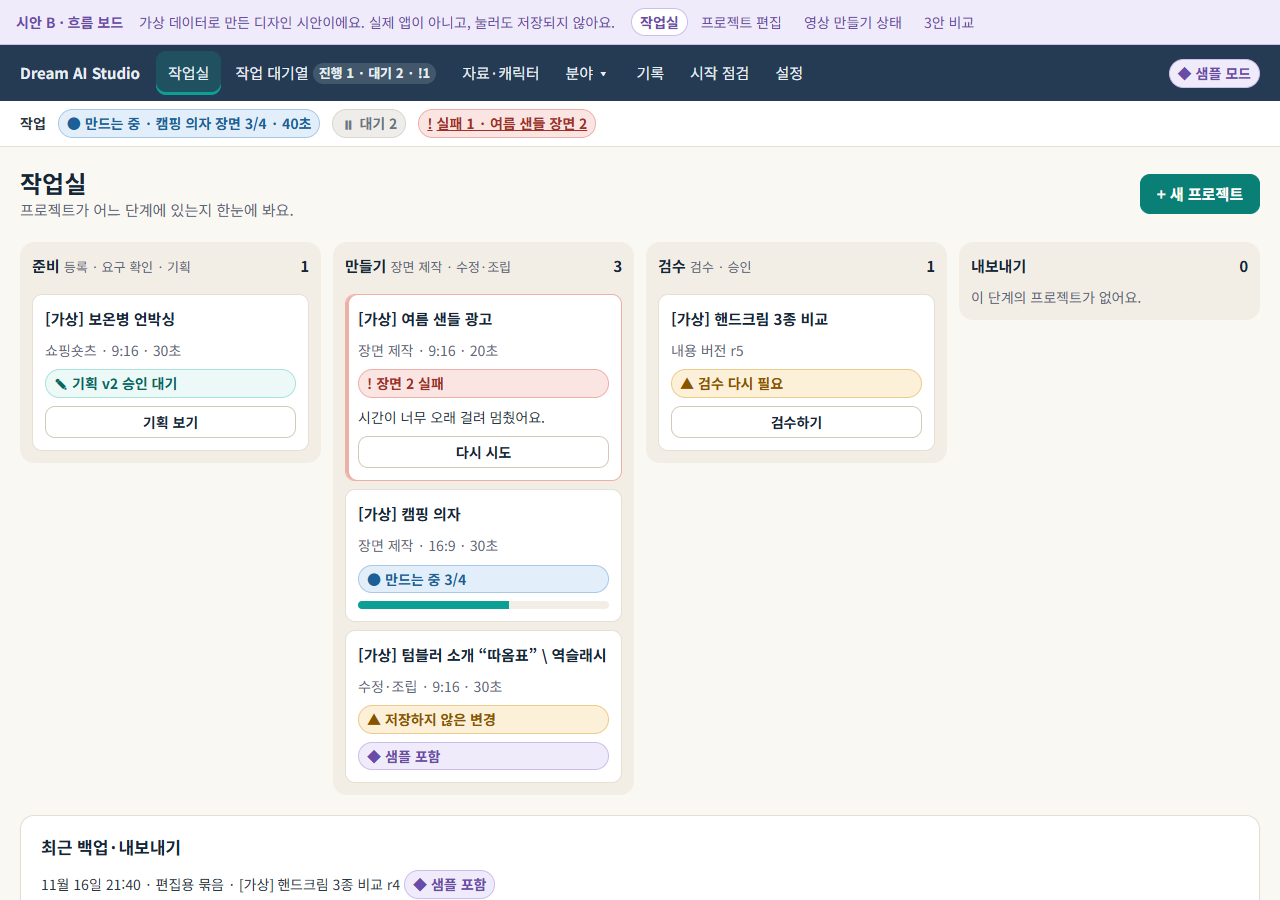 시안 B · 흐름 보드 가상 데이터로 만든 디자인 시안이에요. 실제 앱이 아니고, 눌러도 저장되지 않아요. 작업실 프로젝트 편집 영상 만들기 상태 3안 비교
Dream AI Studio 작업실 작업 대기열 진행 1 · 대기 2 · !1 자료·캐릭터 분야 ▾ 기록 시작 점검 설정 ◆ 샘플 모드
작업 ● 만드는 중 · 캠핑 의자 장면 3/4 · 40초 ⏸ 대기 2 ! 실패 1 · 여름 샌들 장면 2
작업실
프로젝트가 어느 단계에 있는지 한눈에 봐요.
+ 새 프로젝트
준비 등록 · 요구 확인 · 기획 1
[가상] 보온병 언박싱
쇼핑숏츠 · 9:16 · 30초
✎ 기획 v2 승인 대기
기획 보기
만들기 장면 제작 · 수정·조립 3
[가상] 여름 샌들 광고
장면 제작 · 9:16 · 20초
! 장면 2 실패
시간이 너무 오래 걸려 멈췄어요.
다시 시도
[가상] 캠핑 의자
장면 제작 · 16:9 · 30초
● 만드는 중 3/4
[가상] 텀블러 소개 “따옴표” \ 역슬래시
수정·조립 · 9:16 · 30초
▲ 저장하지 않은 변경
◆ 샘플 포함
검수 검수 · 승인 1
[가상] 핸드크림 3종 비교
내용 버전 r5
▲ 검수 다시 필요
검수하기
내보내기 0
이 단계의 프로젝트가 없어요.
최근 백업·내보내기
11월 16일 21:40 · 편집용 묶음 · [가상] 핸드크림 3종 비교 r4 ◆ 샘플 포함